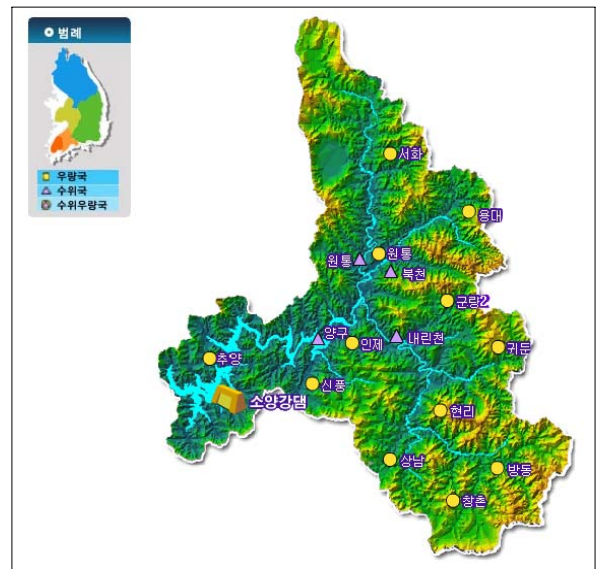 범례
우량국
수위국
수위우량국
서화
용대
원통
원통
북천
군량2
양구
인제
내린천
귀둔
추양
신풍
소양강댐
현리
상남
방동
창촌